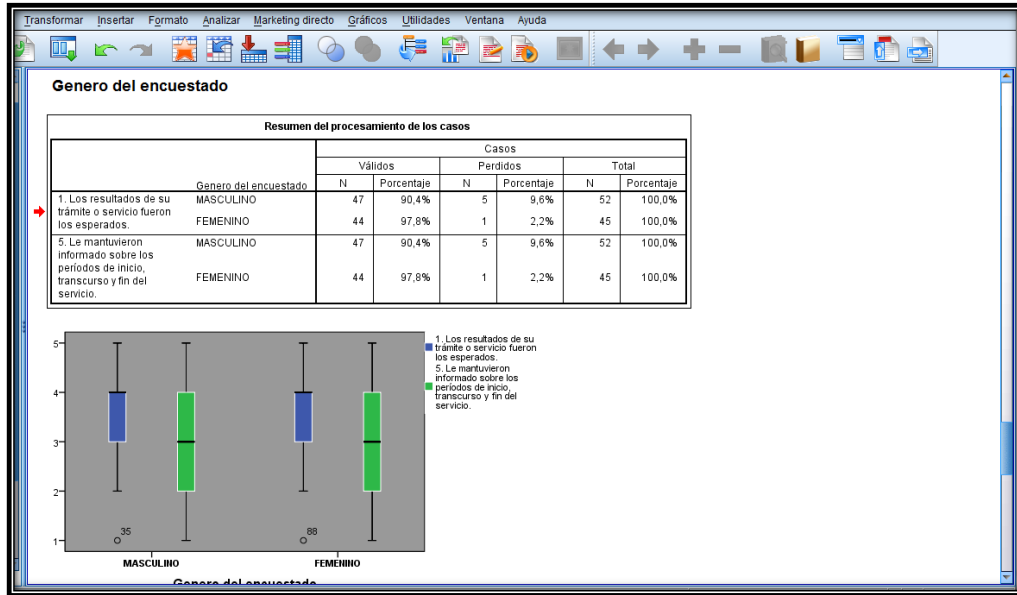 Transformar Insertar Formato Analizar Marketing directo Gráficos Utilidades Ventana Ayuda
Genero del encuestado
Resumen del procesamiento de los casos
Casos
Válidos Perdidos Total
Genero del encuestado N Porcentaje N Porcentaje N Porcentaje
1. Los resultados de su trámite o servicio fueron los esperados. MASCULINO 47 90,4% 5 9,6% 52 100,0%
FEMENINO 44 97,8% 1 2,2% 45 100,0%
5. Le mantuvieron informado sobre los períodos de inicio, transcurso y fin del servicio. MASCULINO 47 90,4% 5 9,6% 52 100,0%
FEMENINO 44 97,8% 1 2,2% 45 100,0%
5
4
3
2
1
35
88
MASCULINO FEMENINO
Genero del encuestado
1. Los resultados de su
trámite o servicio fueron
los esperados.
5. Le mantuvieron
informado sobre los
períodos de inicio,
transcurso y fin del
servicio.